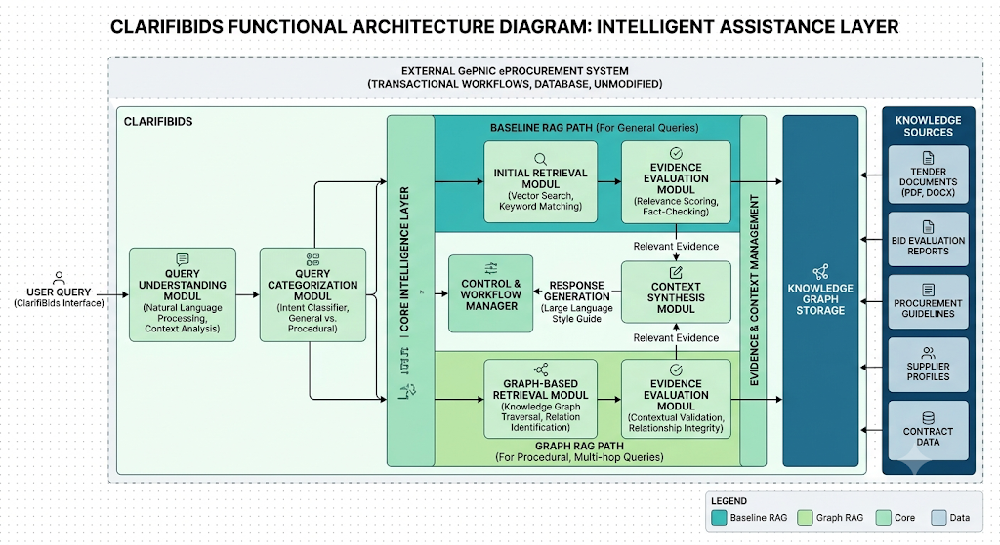 CLARIFIBIDS FUNCTIONAL ARCHITECTURE DIAGRAM: INTELLIGENT ASSISTANCE LAYER
EXTERNAL GePNIC ePROCUREMENT SYSTEM
(TRANSACTIONAL WORKFLOWS, DATABASE, UNMODIFIED)
CLARIFIBIDS
USER QUERY
(ClarifiBids Interface)
QUERY
UNDERSTANDING
MODUL
(Natural Language
Processing,
Context Analysis)
QUERY
CATEGORIZATION
MODUL
(Intent Classifier,
General vs.
Procedural)
| CORE INTELLIGENCE LAYER
BASELINE RAG PATH (For General Queries)
INITIAL RETRIEVAL
MODUL
(Vector Search,
Keyword Matching)
EVIDENCE
EVALUATION
MODUL
(Relevance Scoring,
Fact-Checking)
Relevant Evidence
CONTROL &
WORKFLOW
MANAGER
RESPONSE
GENERATION
(Large Language
Style Guide)
CONTEXT
SYNTHESIS
MODUL
Relevant Evidence
GRAPH-BASED
RETRIEVAL MODUL
(Knowledge Graph
Traversal, Relation
Identification)
EVIDENCE
EVALUATION
MODUL
(Contextual Validation,
Relationship Integrity)
GRAPH RAG PATH
(For Procedural, Multi-hop Queries)
EVIDENCE & CONTEXT MANAGEMENT
KNOWLEDGE
GRAPH
STORAGE
KNOWLEDGE
SOURCES
TENDER
DOCUMENTS
(PDF, DOCX)
BID EVALUATION
REPORTS
PROCUREMENT
GUIDELINES
SUPPLIER
PROFILES
CONTRACT
DATA
LEGEND
Baseline RAG
Graph RAG
Core
Data